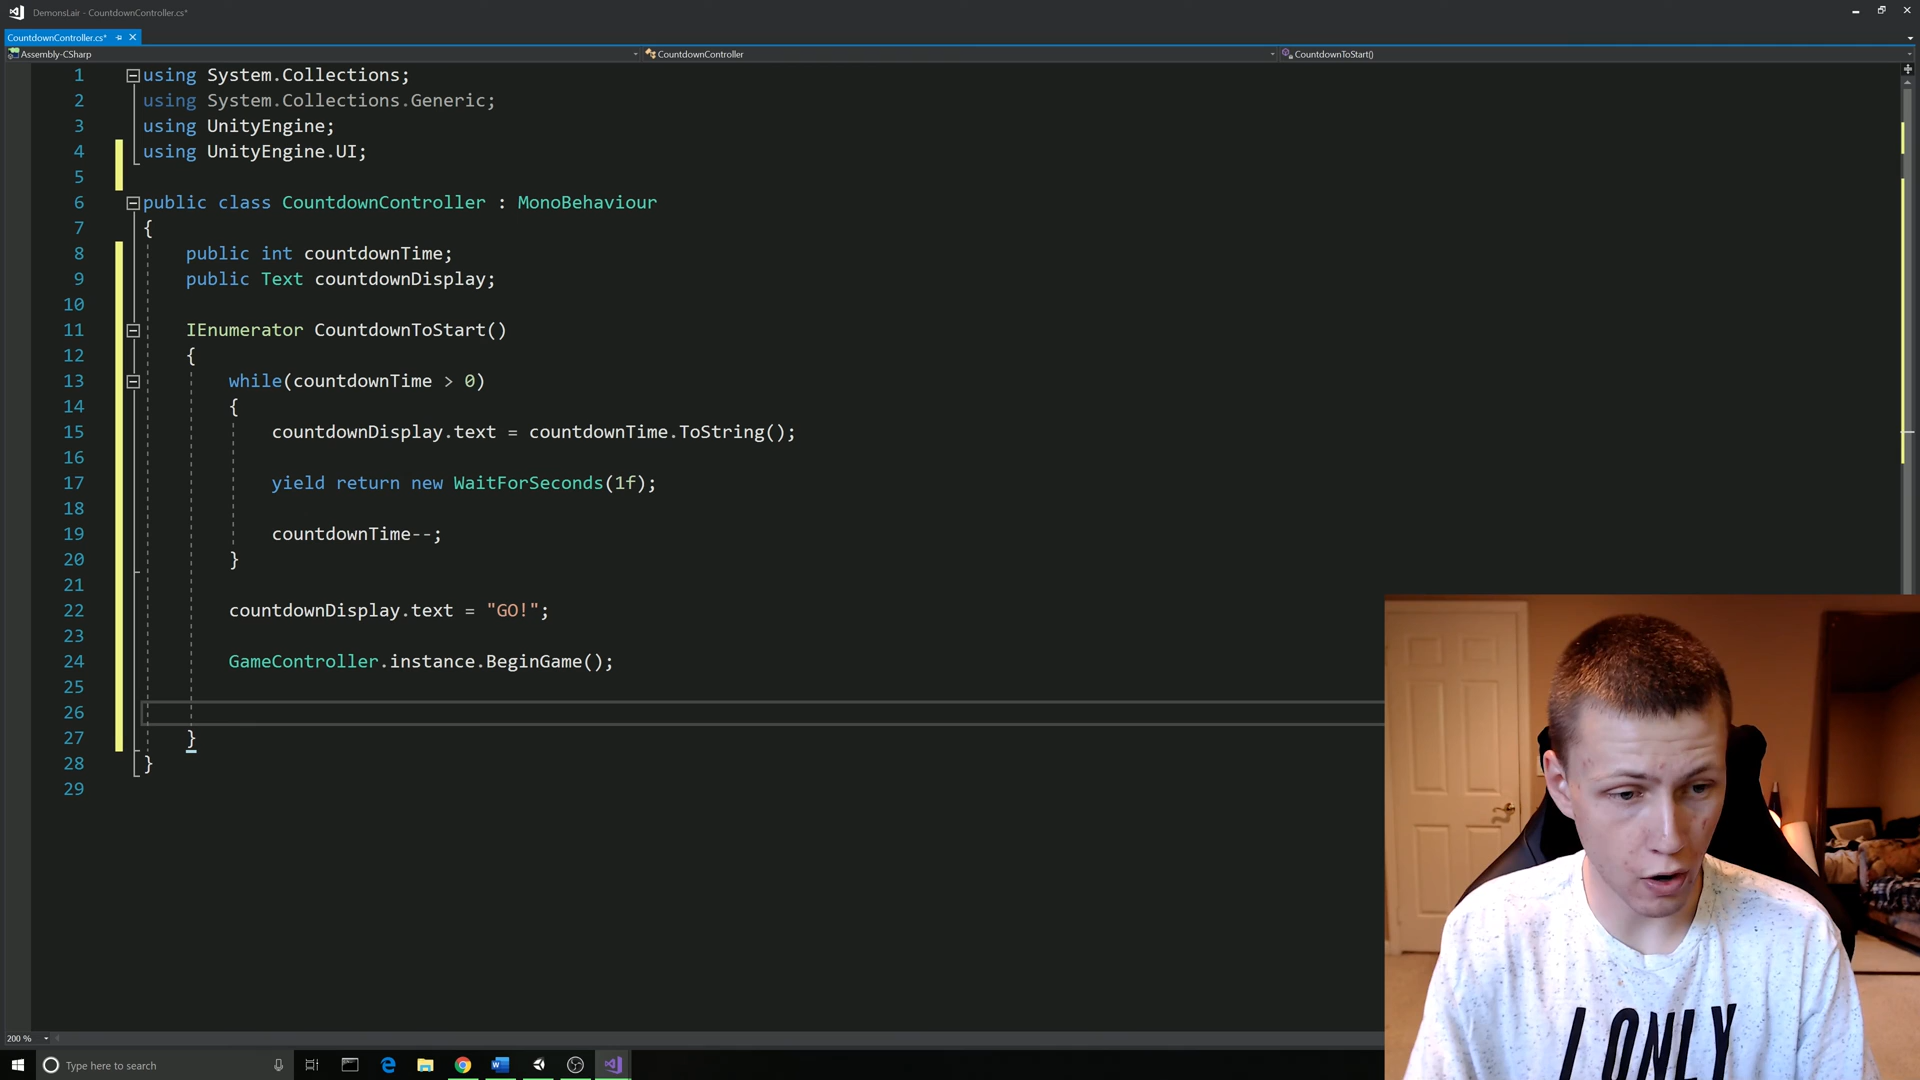 DemonsLair - CountdownController.cs*
CountdownController.cs*
Assembly-CSharp
CountdownController
CountdownToStart()
1 using System.Collections;
2 using System.Collections.Generic;
3 using UnityEngine;
4 using UnityEngine.UI;
5
6 public class CountdownController : MonoBehaviour
7 {
8 public int countdownTime;
9 public Text countdownDisplay;
10
11 IEnumerator CountdownToStart()
12 {
13 while(countdownTime > 0)
14 {
15 countdownDisplay.text = countdownTime.ToString();
16
17 yield return new WaitForSeconds(1f);
18
19 countdownTime--;
20 }
21
22 countdownDisplay.text = "GO!";
23
24 GameController.instance.BeginGame();
25
26
27 }
28 }
29
I ONLY
200 %
Type here to search